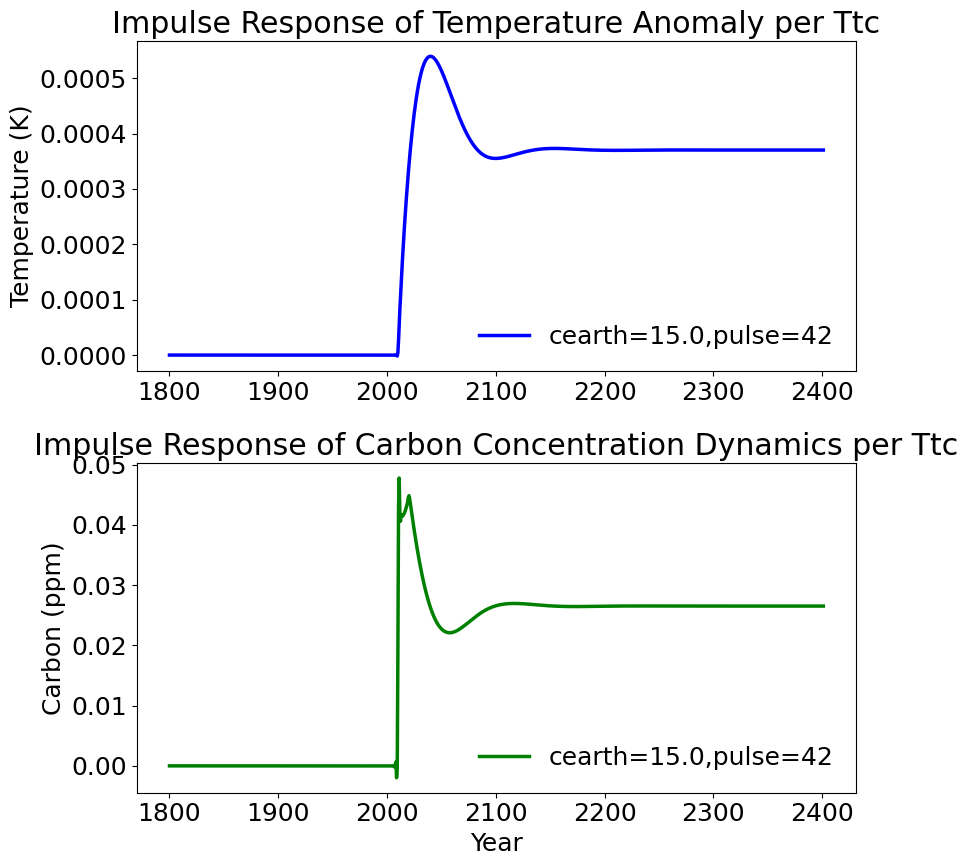 Impulse Response of Temperature Anomaly per Ttc
Temperature (K)
0.0005
0.0004
0.0003
0.0002
0.0001
0.0000
cearth=15.0,pulse=42
1800 1900 2000 2100 2200 2300 2400
Impulse Response of Carbon Concentration Dynamics per Ttc
Carbon (ppm)
0.05
0.04
0.03
0.02
0.01
0.00
cearth=15.0,pulse=42
1800 1900 2000 2100 2200 2300 2400
Year